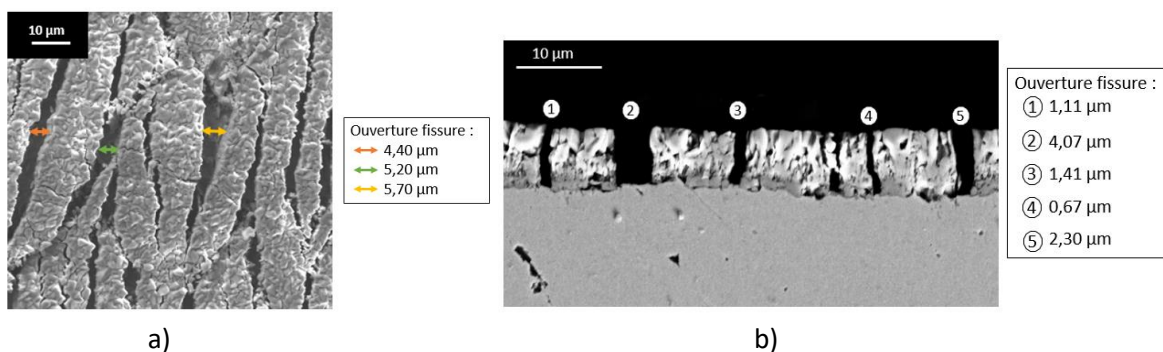 10 µm
Ouverture fissure :
4,40 µm
5,20 µm
5,70 µm
a)
10 µm
1
2
3
4
5
Ouverture fissure :
1 1,11 µm
2 4,07 µm
3 1,41 µm
4 0,67 µm
5 2,30 µm
b)